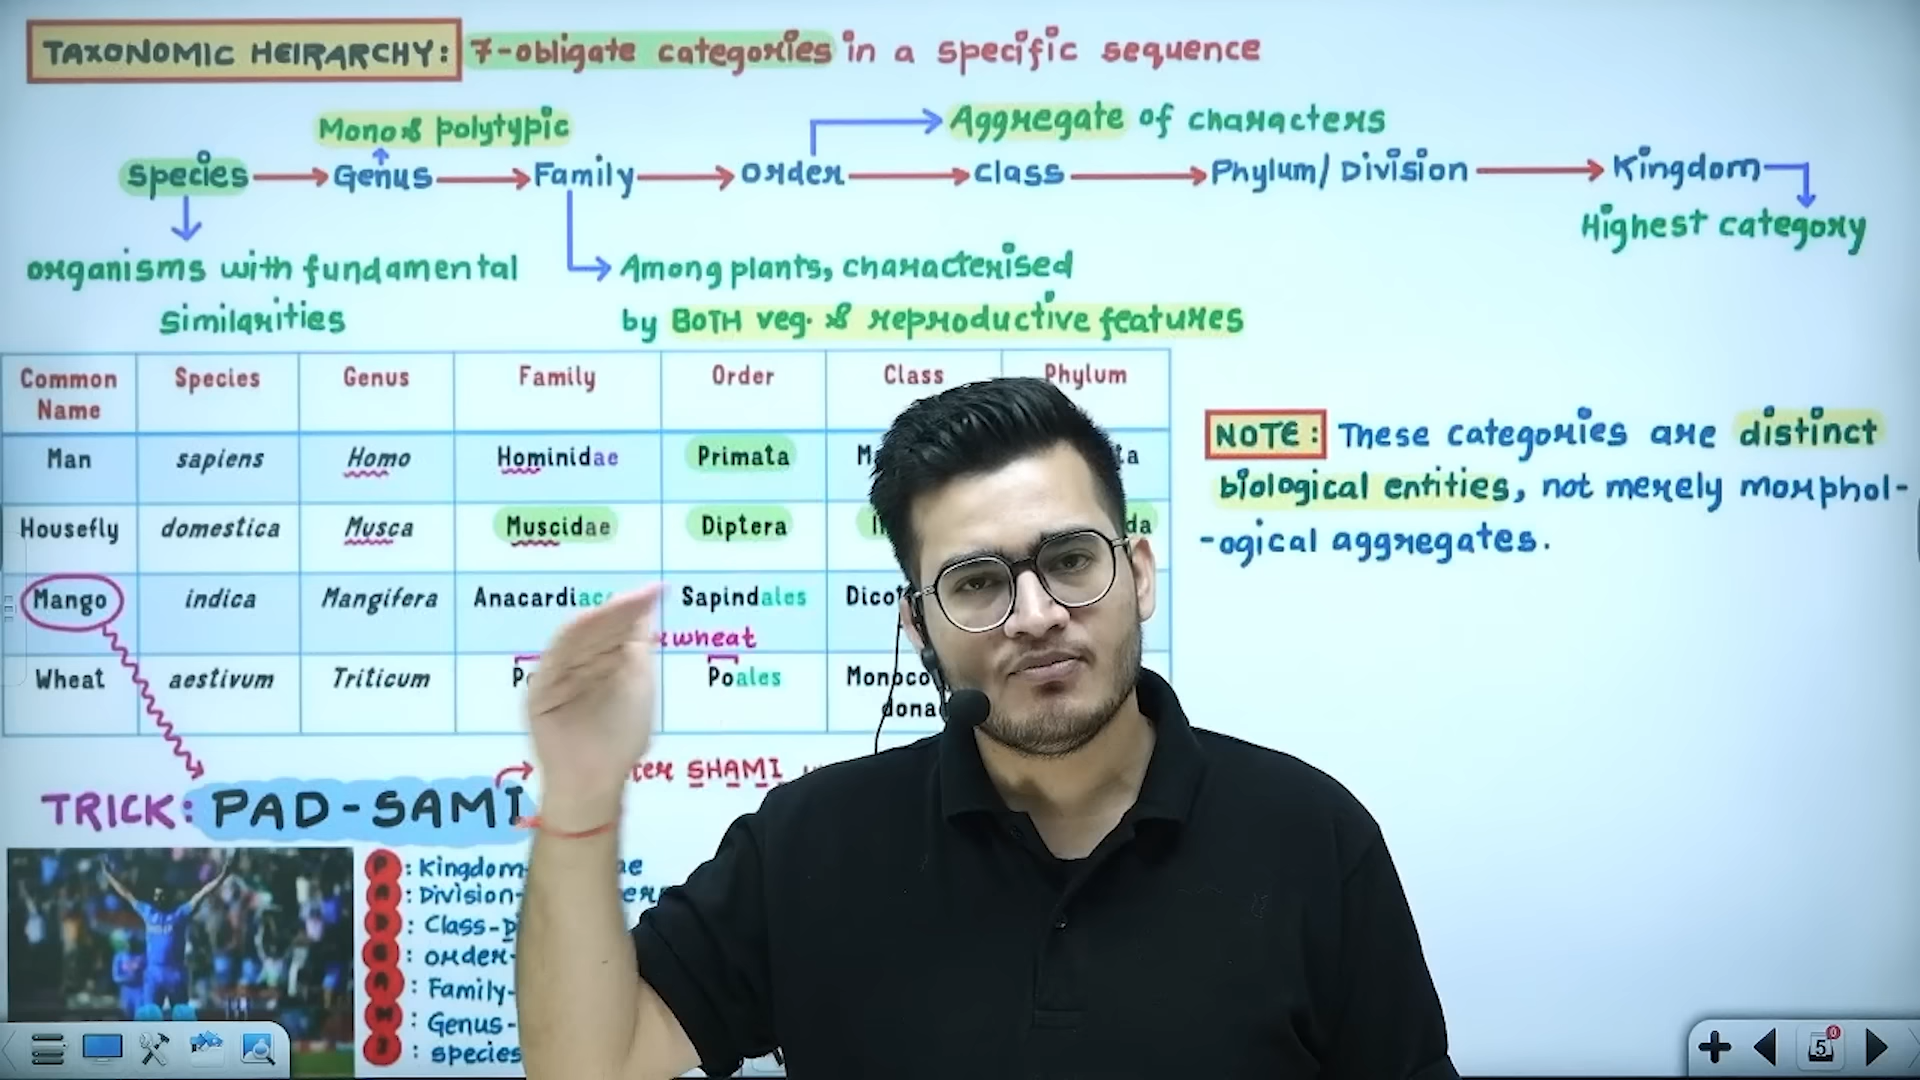 TAXONOMIC HEIRARCHY: 7-obligate categories in a specific sequence
Mono & polytypic
Aggregate of characters
Species Genus Family Order Class Phylum/Division Kingdom
Highest category
organisms with fundamental
similarities
Among plants, characterised
by BOTH veg. & reproductive features
Common Name Species Genus Family Order Class Phylum
Man sapiens Homo Hominidae Primata
Housefly domestica Musca Muscidae Diptera
Mango indica Mangifera Sapindales
wheat
Wheat aestivum Triticum Poales
NOTE: These categories are distinct
biological entities, not merely morphol-
-ogical aggregates.
SHAMI
TRICK: PAD-SAMI
: Kingdom-
: Division-
: Class-
: order-
: Family-
: Genus-
: species
5